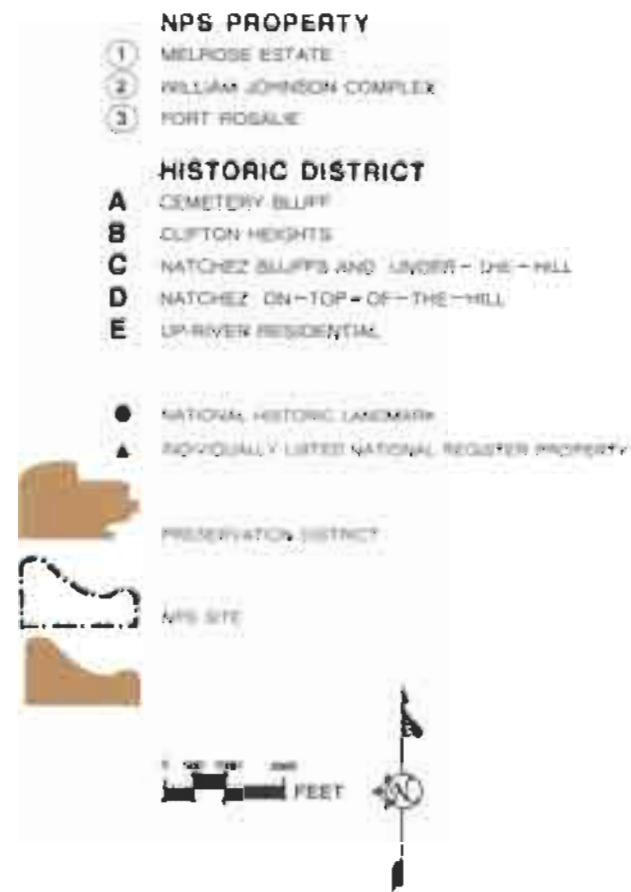 NPS PROPERTY
1 MELROSE ESTATE
2 WILLIAM JOHNSON COMPLEX
3 FORT ROSALIE
HISTORIC DISTRICT
A CEMETERY BLUFF
B CLIFTON HEIGHTS
C NATCHEZ BLUFFS AND UNDER-THE-HILL
D NATCHEZ ON-TOP-OF-THE-HILL
E UP-RIVER RESIDENTIAL
NATIONAL HISTORIC LANDMARK
INDIVIDUALLY LISTED NATIONAL REGISTER PROPERTY
PRESERVATION DISTRICT
NPS SITE
FEET
N